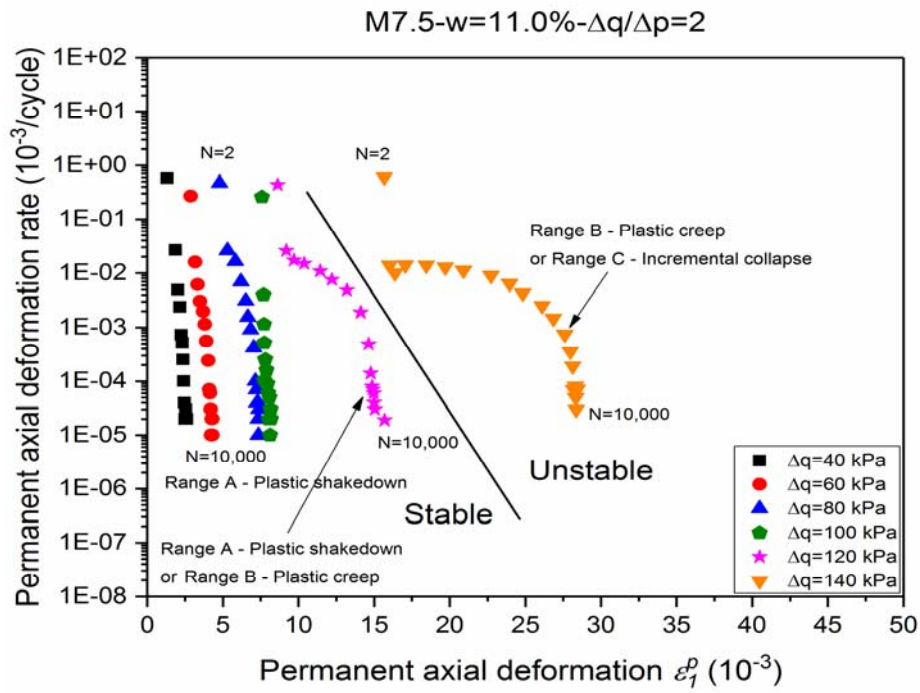 M7.5-w=11.0%-Δq/Δp=2
Permanent axial deformation rate (10⁻³/cycle)
1E+02
1E+01
1E+00
1E-01
1E-02
1E-03
1E-04
1E-05
1E-06
1E-07
1E-08
N=2
N=2
Range B - Plastic creep
or Range C - Incremental collapse
N=10,000
N=10,000
N=10,000
Range A - Plastic shakedown
Unstable
Stable
Range A - Plastic shakedown
or Range B - Plastic creep
Δq=40 kPa
Δq=60 kPa
Δq=80 kPa
Δq=100 kPa
Δq=120 kPa
Δq=140 kPa
0 5 10 15 20 25 30 35 40 45 50
Permanent axial deformation ε₁ᵖ (10⁻³)